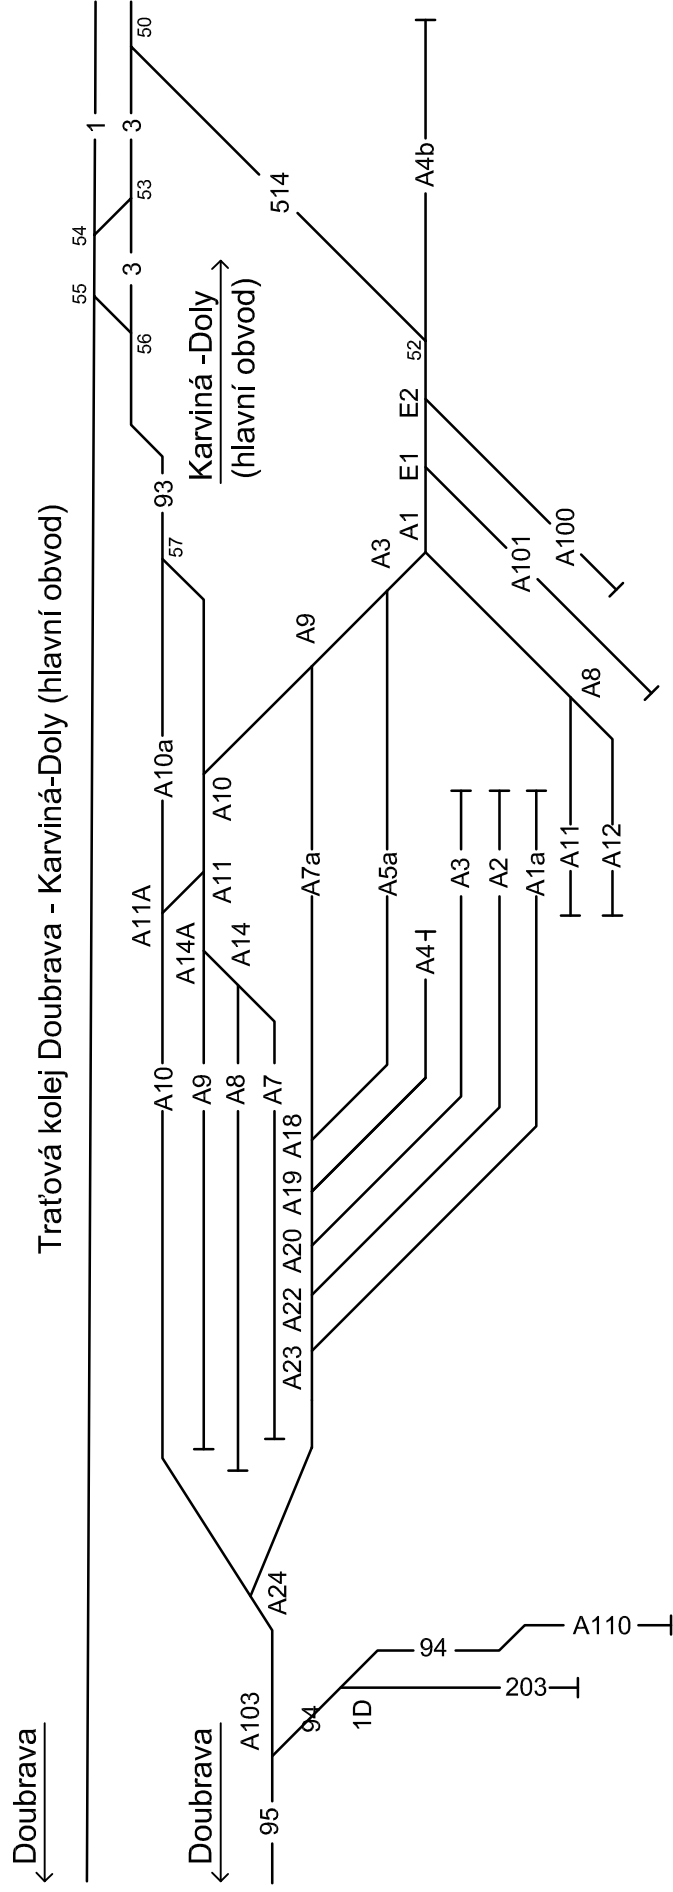 Traťová kolej Doubrava - Karviná-Doly (hlavní obvod)
Doubrava
Doubrava
Karviná -Doly
(hlavní obvod)
1
3
50
54
53
55
3
56
93
57
514
A4b
52
E2
E1
A1
A3
A9
A100
A101
A8
A10a
A10
A11A
A11
A14A
A14
A7a
A5a
A3
A2
A1a
A11
A12
A4
A10
A9
A8
A7
A18
A19
A20
A22
A23
A24
A103
94
1D
94
A110
203
95